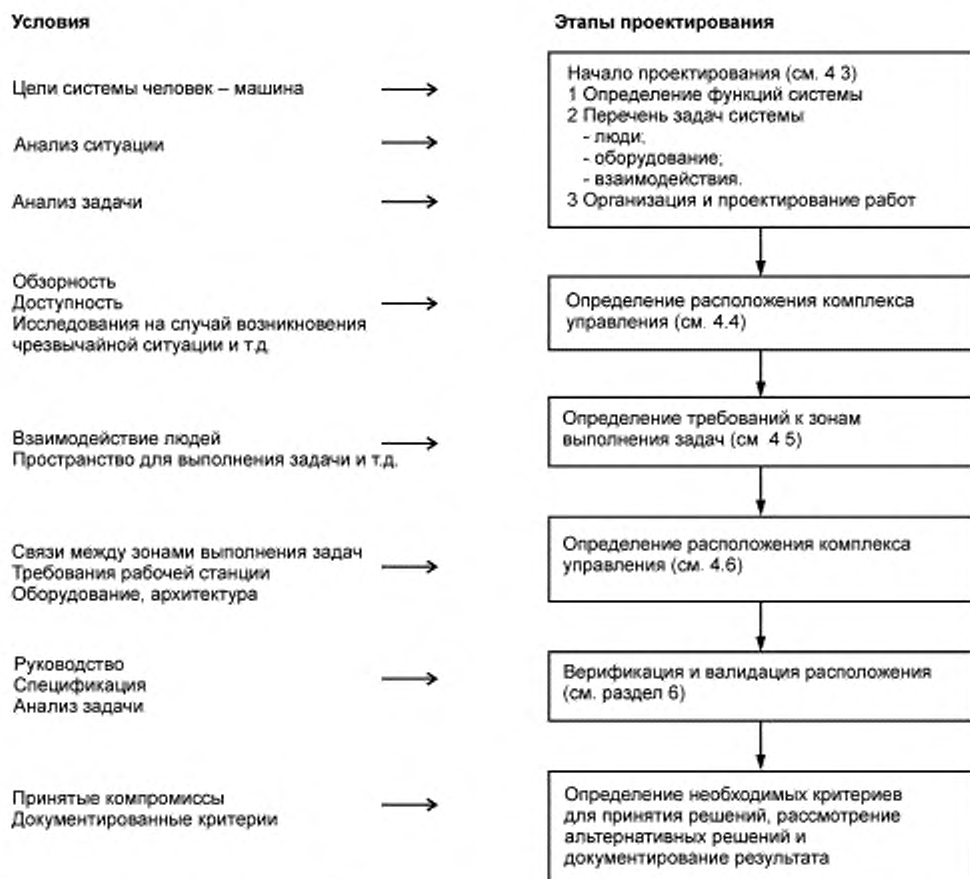 Условия
Этапы проектирования
Цели системы человек – машина
Анализ ситуации
Анализ задачи
Начало проектирования (см. 4 3)
1 Определение функций системы
2 Перечень задач системы
- люди;
- оборудование;
- взаимодействия.
3 Организация и проектирование работ
Обзорность
Доступность
Исследования на случай возникновения
чрезвычайной ситуации и т.д
Определение расположения комплекса
управления (см. 4.4)
Взаимодействие людей
Пространство для выполнения задачи и т.д.
Определение требований к зонам
выполнения задач (см 4 5)
Связи между зонами выполнения задач
Требования рабочей станции
Оборудование, архитектура
Определение расположения комплекса
управления (см. 4.6)
Руководство
Спецификация
Анализ задачи
Верификация и валидация расположения
(см. раздел 6)
Принятые компромиссы
Документированные критерии
Определение необходимых критериев
для принятия решений, рассмотрение
альтернативных решений и
документирование результата